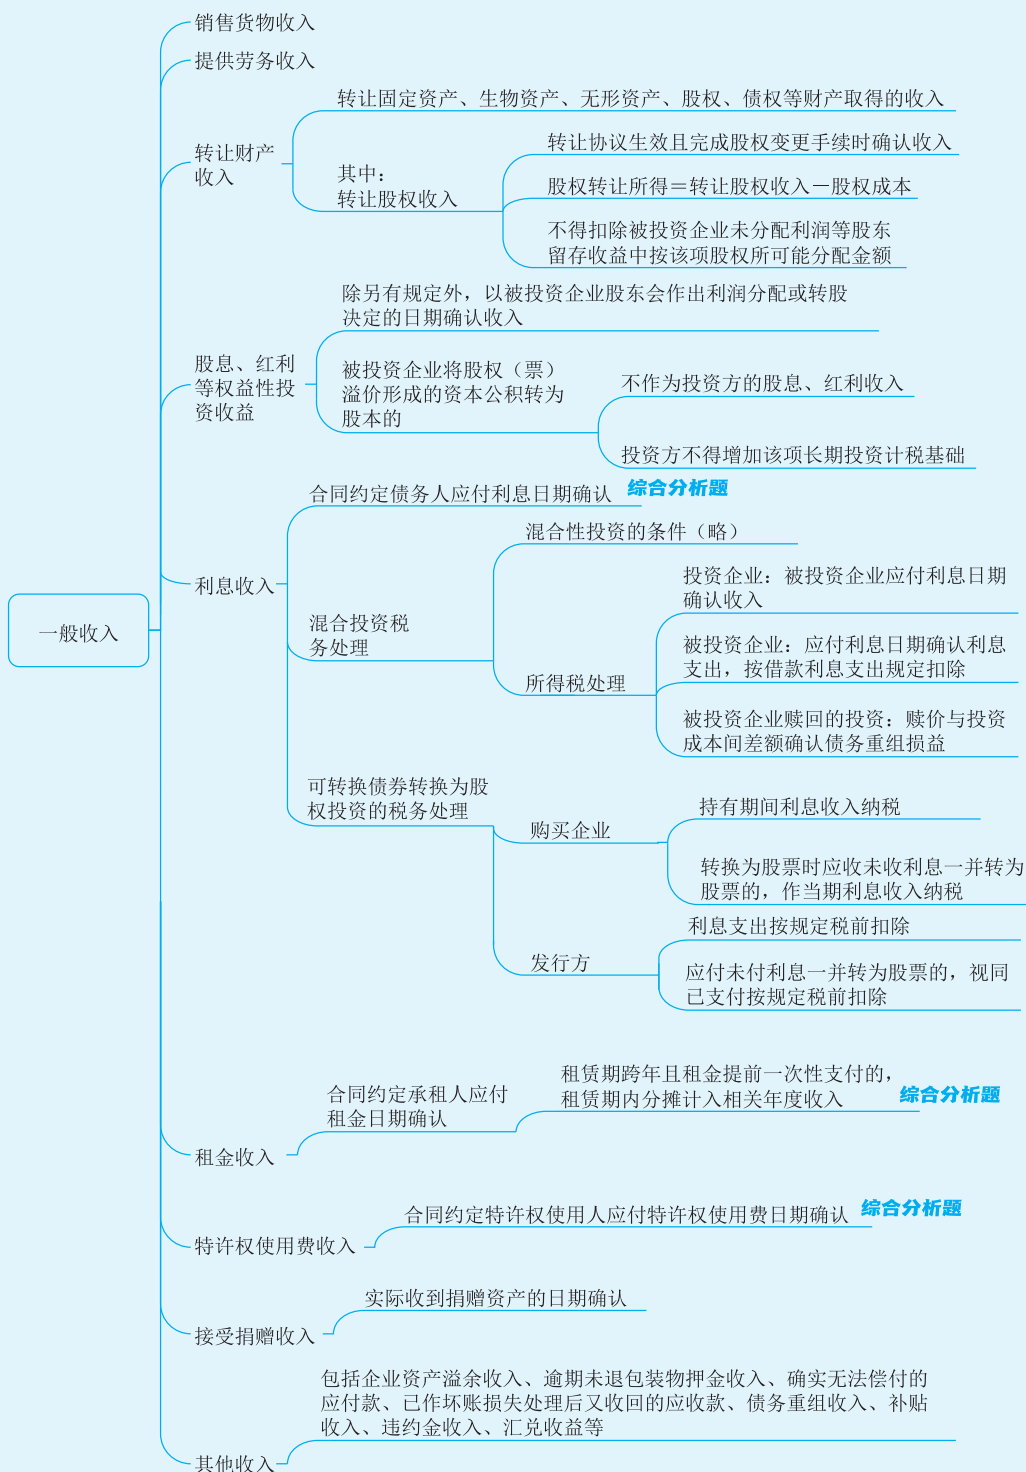 销售货物收入
提供劳务收入
转让固定资产、生物资产、无形资产、股权、债权等财产取得的收入
转让协议生效且完成股权变更手续时确认收入
转让财产
收入
其中：
转让股权收入
股权转让所得＝转让股权收入－股权成本
不得扣除被投资企业未分配利润等股东
留存收益中按该项股权所可能分配金额
除另有规定外，以被投资企业股东会作出利润分配或转股
决定的日期确认收入
股息、红利
等权益性投
资收益
被投资企业将股权（票）
溢价形成的资本公积转为
股本的
不作为投资方的股息、红利收入
投资方不得增加该项长期投资计税基础
合同约定债务人应付利息日期确认 综合分析题
混合性投资的条件（略）
利息收入
投资企业：被投资企业应付利息日期
确认收入
一般收入
混合投资税
务处理
被投资企业：应付利息日期确认利息
支出，按借款利息支出规定扣除
所得税处理
被投资企业赎回的投资：赎价与投资
成本间差额确认债务重组损益
可转换债券转换为股
权投资的税务处理
持有期间利息收入纳税
购买企业
转换为股票时应收未收利息一并转为
股票的，作当期利息收入纳税
利息支出按规定税前扣除
发行方
应付未付利息一并转为股票的，视同
已支付按规定税前扣除
租赁期跨年且租金提前一次性支付的，
租赁期内分摊计入相关年度收入 综合分析题
合同约定承租人应付
租金日期确认
租金收入
合同约定特许权使用人应付特许权使用费日期确认 综合分析题
特许权使用费收入
实际收到捐赠资产的日期确认
接受捐赠收入
包括企业资产溢余收入、逾期未退包装物押金收入、确实无法偿付的
应付款、已作坏账损失处理后又收回的应收款、债务重组收入、补贴
收入、违约金收入、汇兑收益等
其他收入